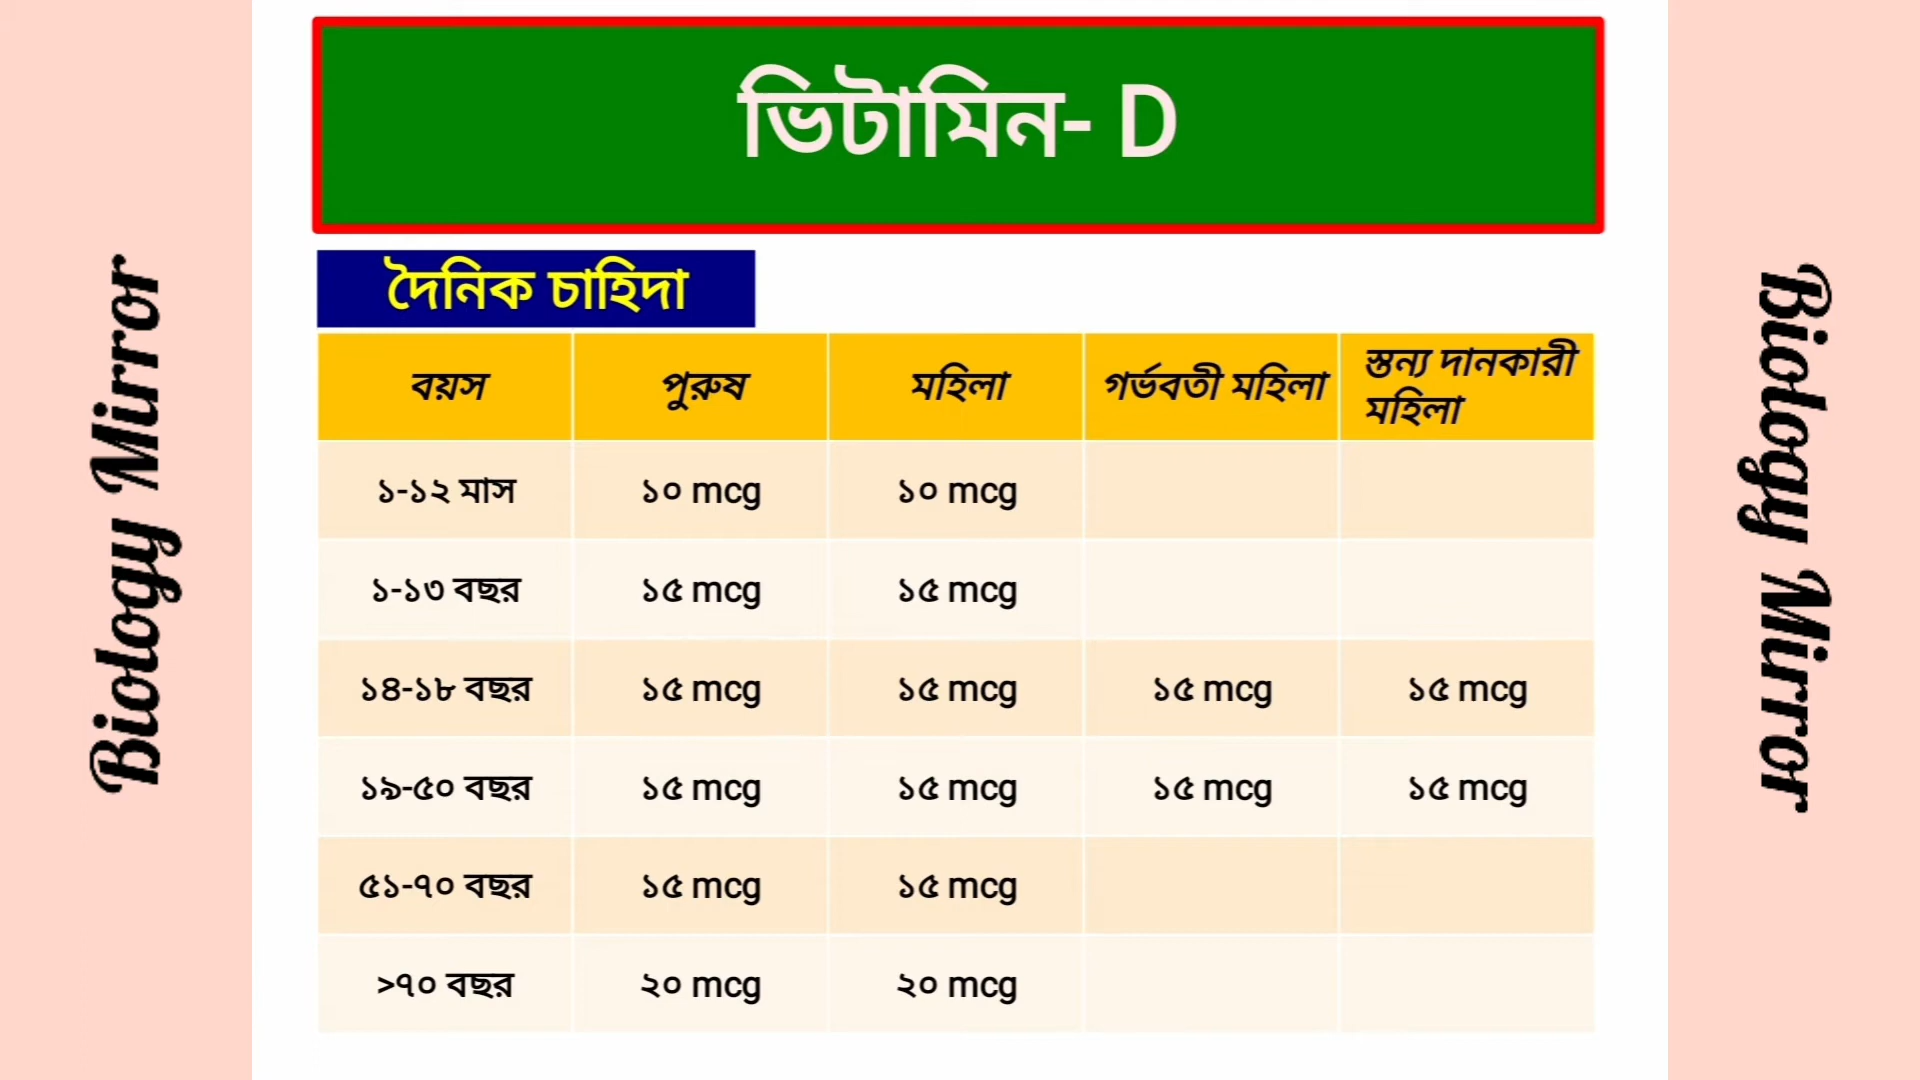 ভিটামিন- D
দৈনিক চাহিদা
বয়স পুরুষ মহিলা গর্ভবতী মহিলা স্তন্য দানকারী মহিলা
১-১২ মাস ১০ mcg ১০ mcg
১-১৩ বছর ১৫ mcg ১৫ mcg
১৪-১৮ বছর ১৫ mcg ১৫ mcg ১৫ mcg ১৫ mcg
১৯-৫০ বছর ১৫ mcg ১৫ mcg ১৫ mcg ১৫ mcg
৫১-৭০ বছর ১৫ mcg ১৫ mcg
>৭০ বছর ২০ mcg ২০ mcg
Biology Mirror
Biology Mirror